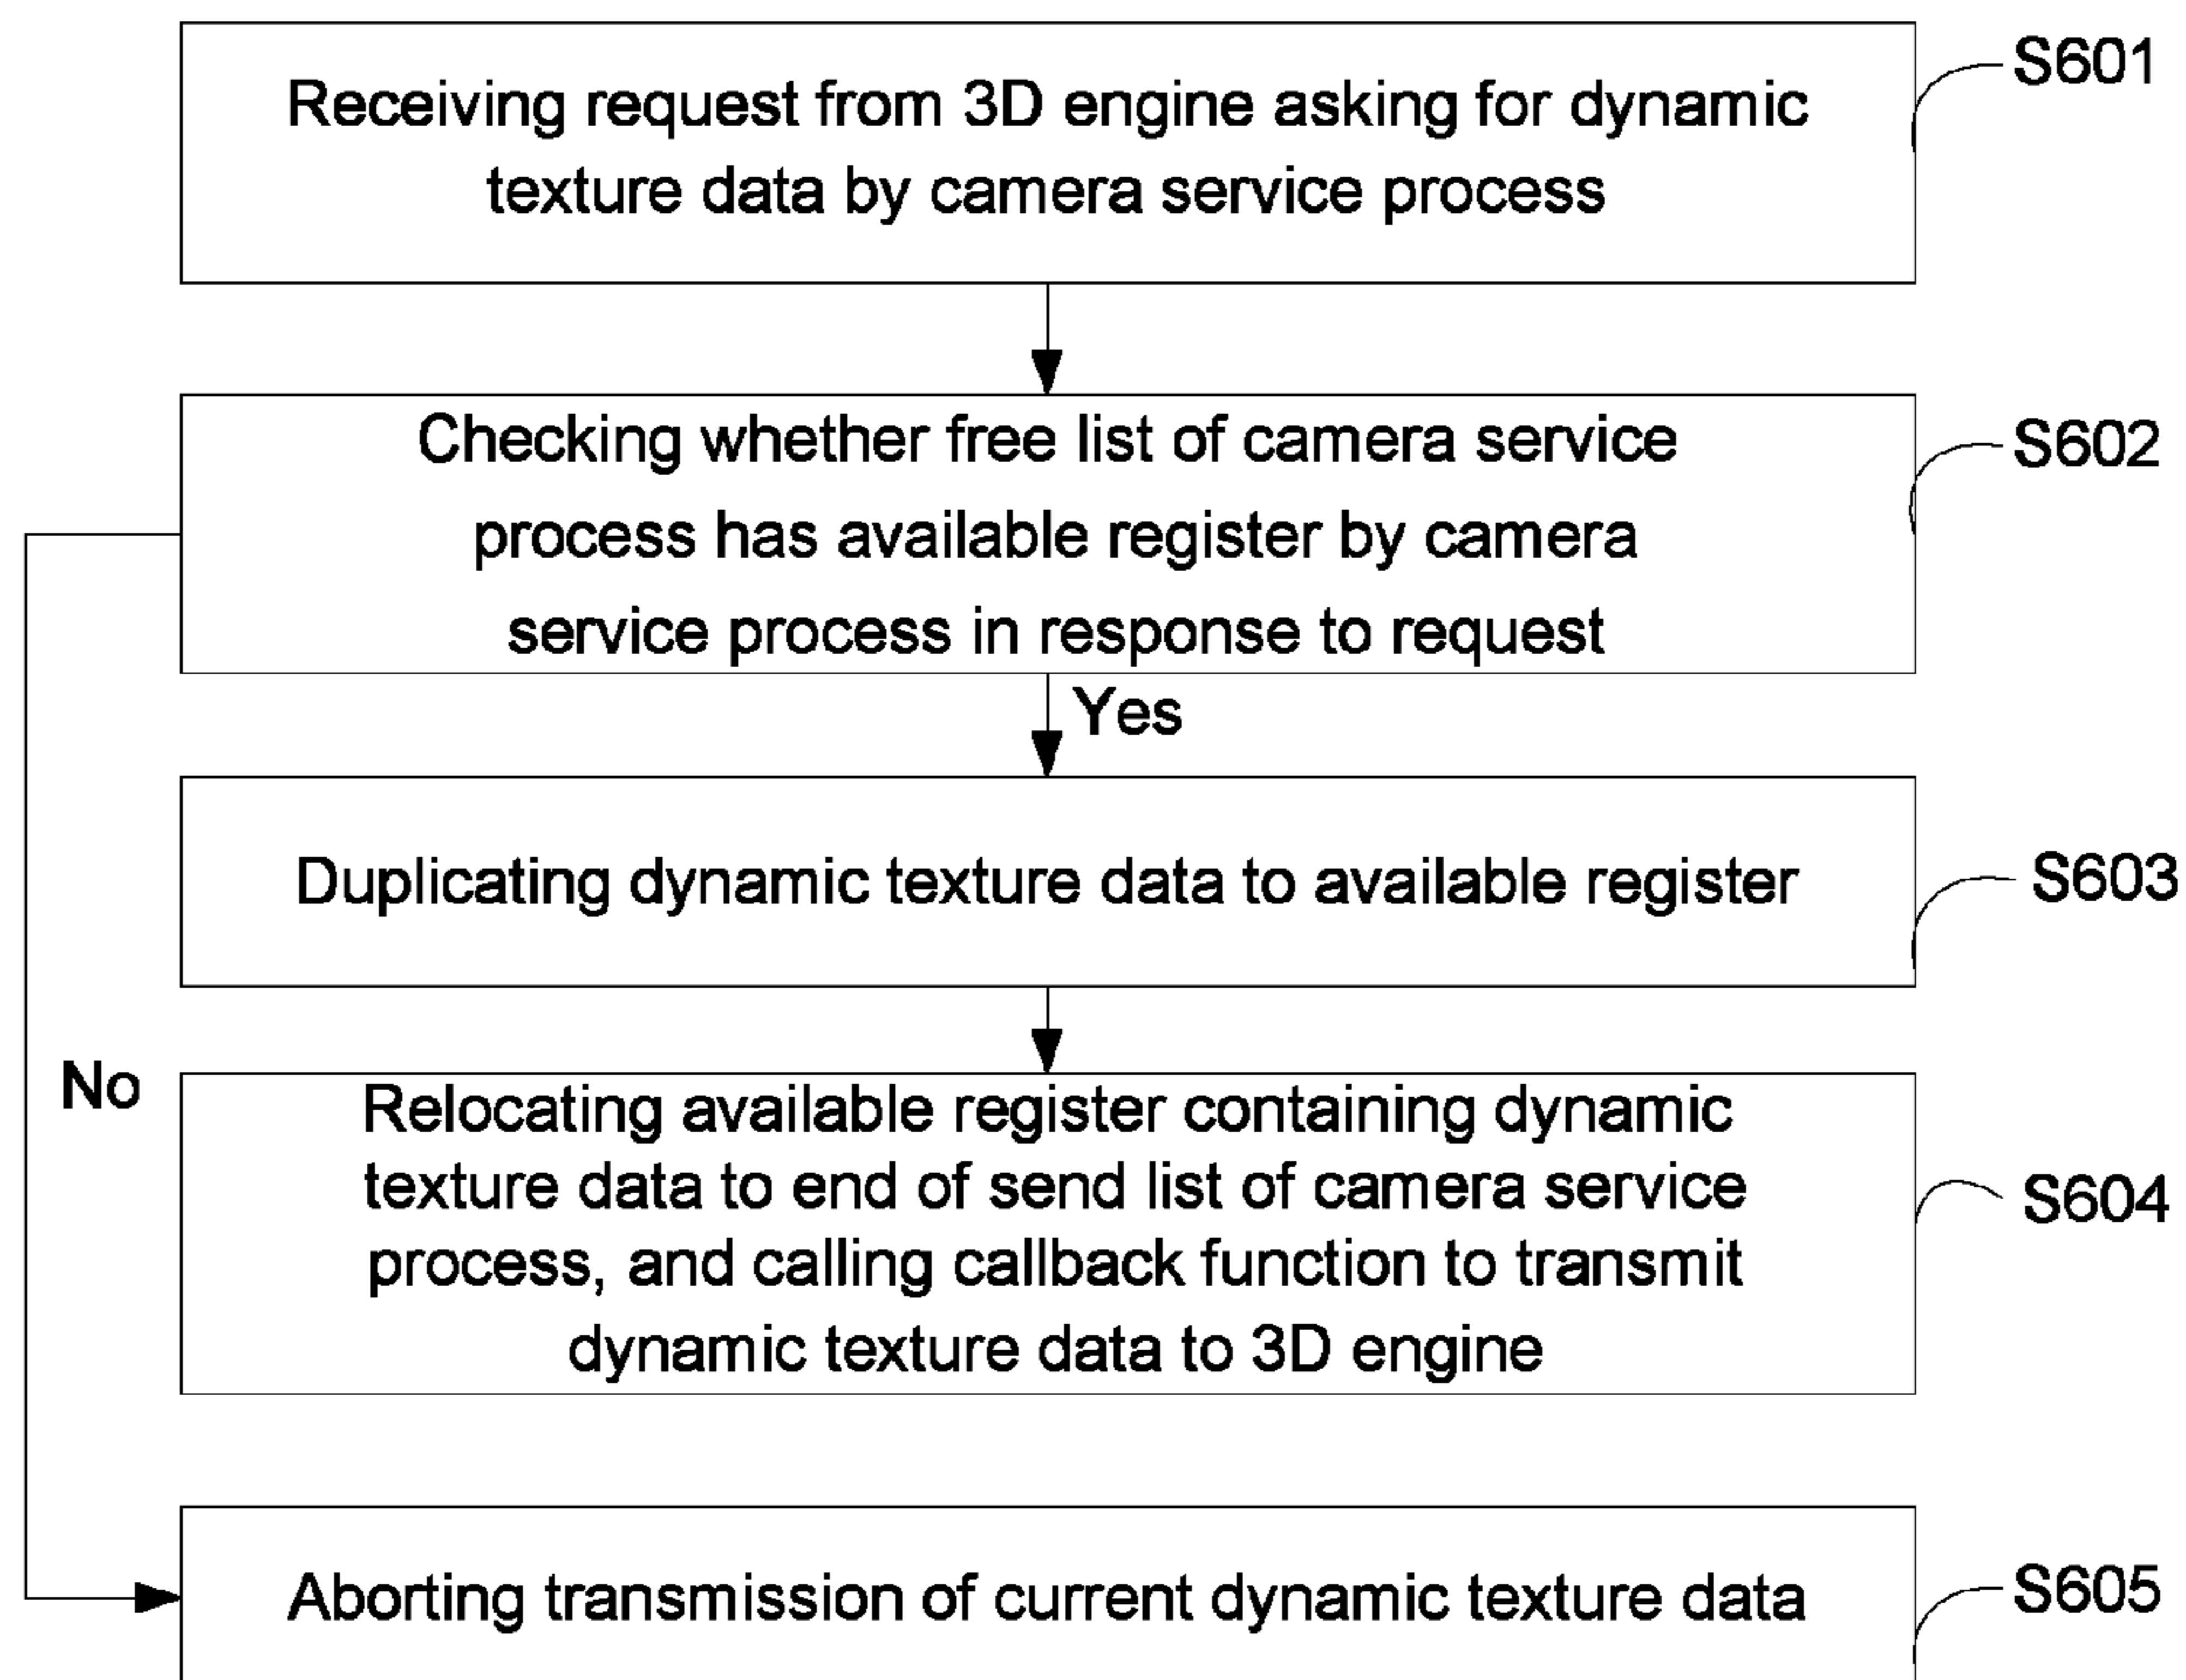 Receiving request from 3D engine asking for dynamic
texture data by camera service process
S601
Checking whether free list of camera service
process has available register by camera
service process in response to request
S602
Yes
Duplicating dynamic texture data to available register
S603
No
Relocating available register containing dynamic
texture data to end of send list of camera service
process, and calling callback function to transmit
dynamic texture data to 3D engine
S604
Aborting transmission of current dynamic texture data
S605